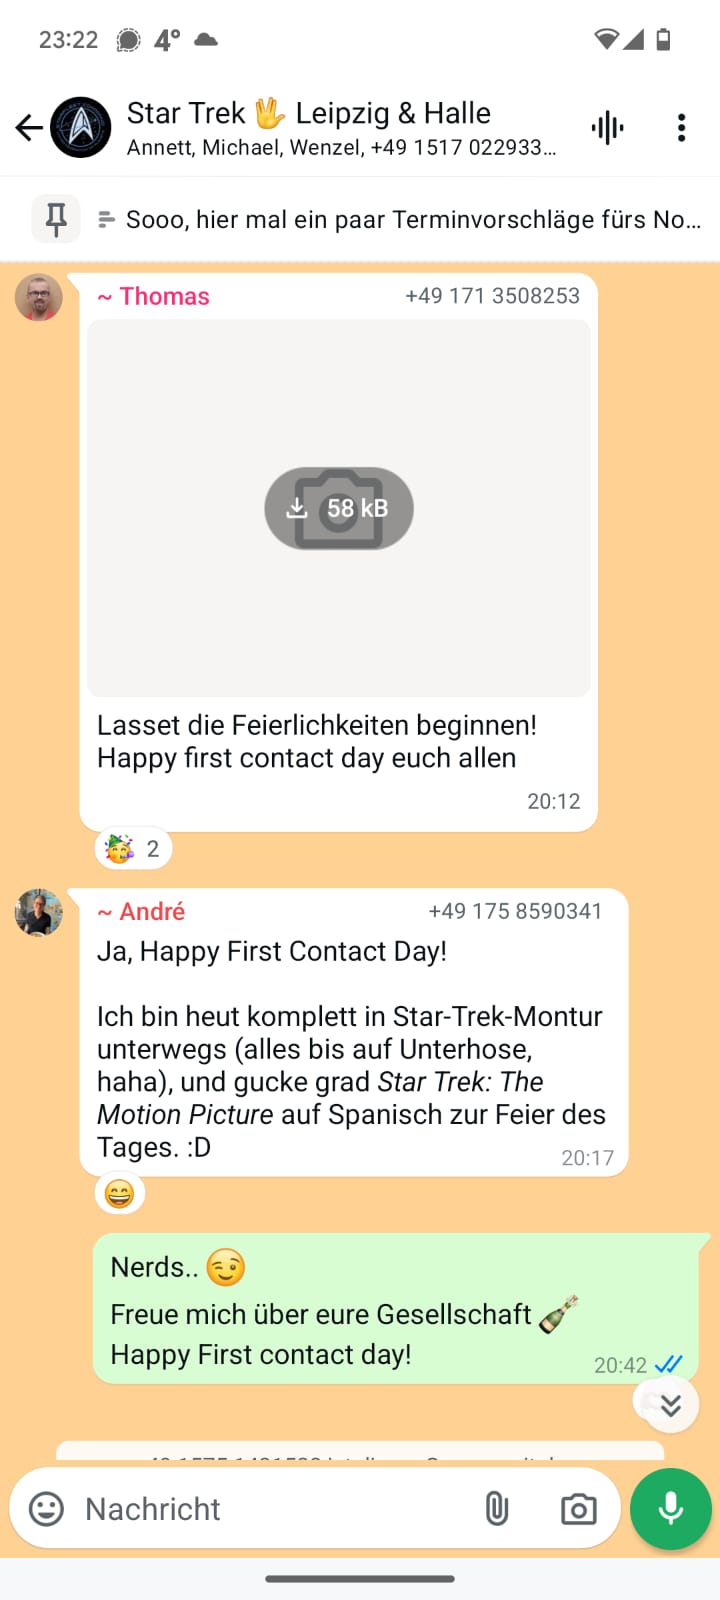 23:22 4°
Star Trek 🖖 Leipzig & Halle
Annett, Michael, Wenzel, +49 1517 022933...
Sooo, hier mal ein paar Terminvorschläge fürs No...
~ Thomas +49 171 3508253
58 kB
Lasset die Feierlichkeiten beginnen!
Happy first contact day euch allen
20:12
🥳 2
~ André +49 175 8590341
Ja, Happy First Contact Day!
Ich bin heut komplett in Star-Trek-Montur
unterwegs (alles bis auf Unterhose,
haha), und gucke grad Star Trek: The
Motion Picture auf Spanisch zur Feier des
Tages. :D
20:17
😄
Nerds.. 😉
Freue mich über eure Gesellschaft 🍾
Happy First contact day!
20:42
Nachricht